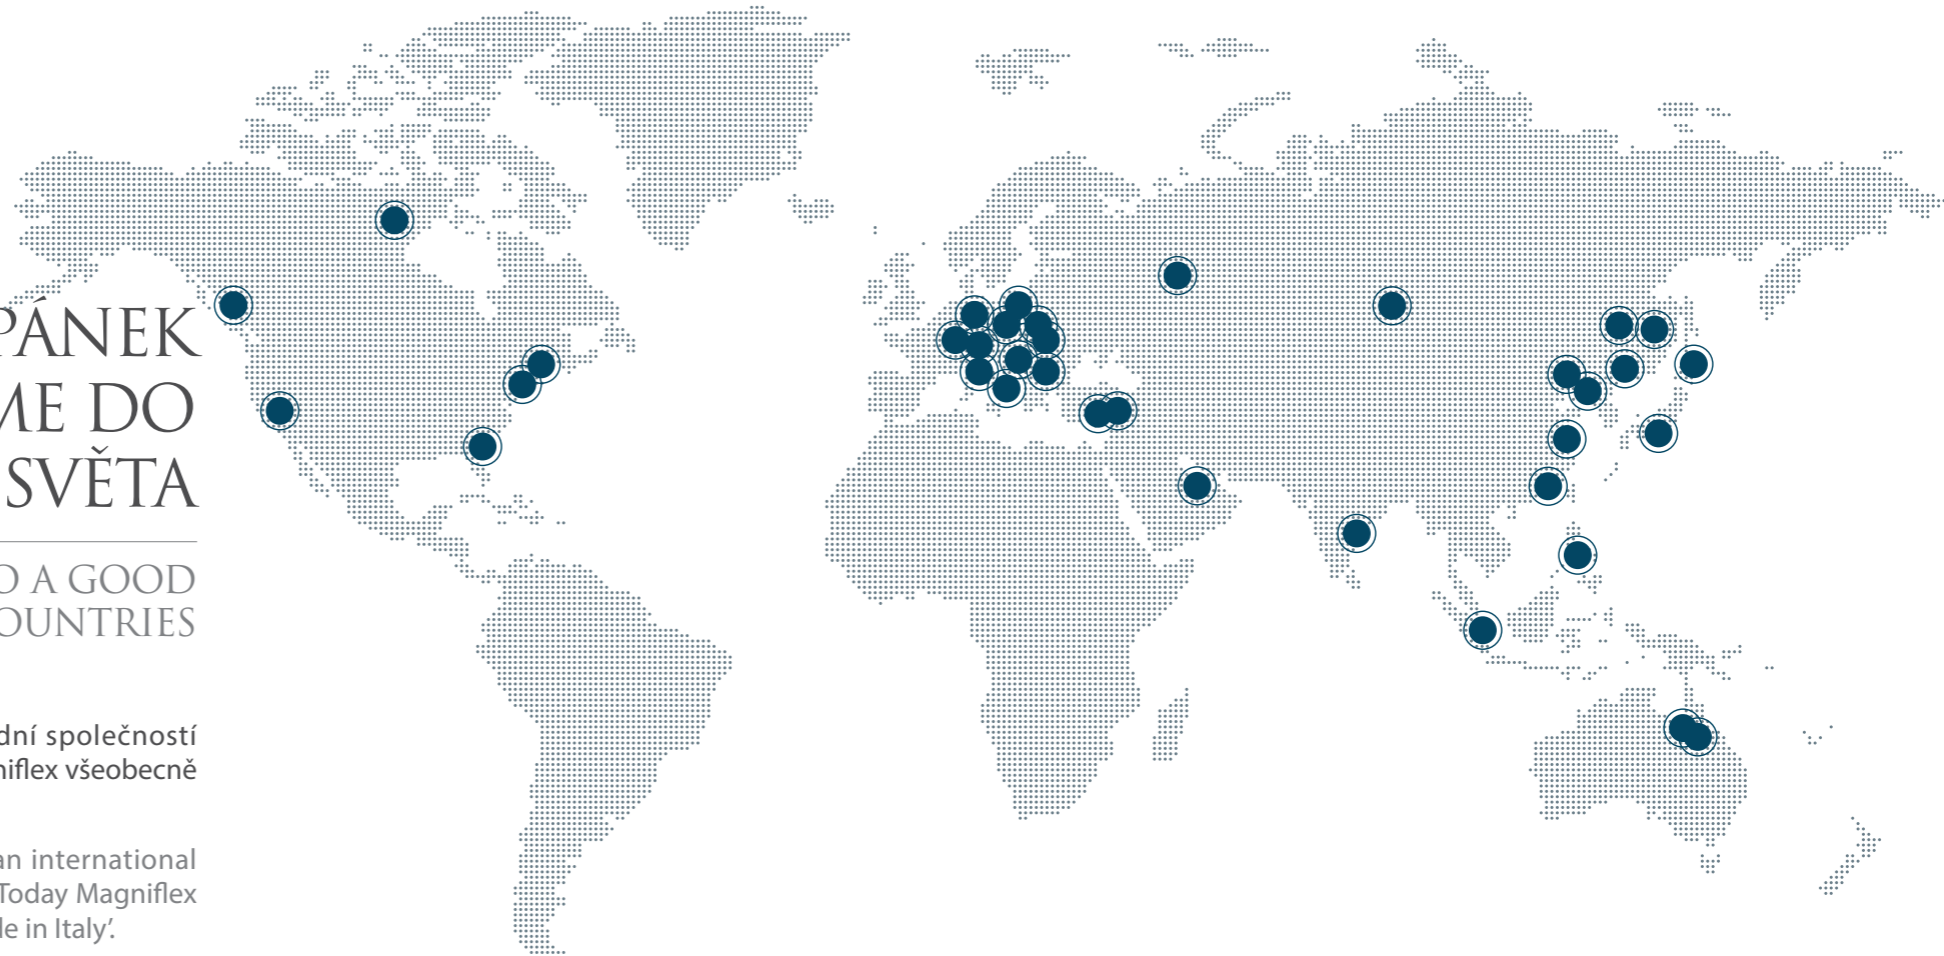 PÁNEK
ME DO
SVĚTA
O A GOOD
OUNTRIES
dní společností
niflex všeobecně
an international
Today Magniflex
le in Italy’.